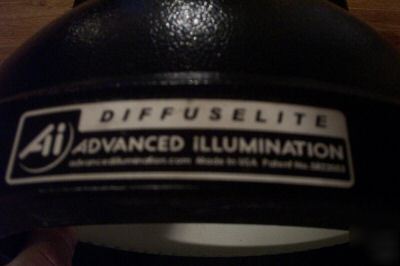 DIFFUSELITE
Ai ADVANCED ILLUMINATION
advancedillumination.com Made In USA Patent No.